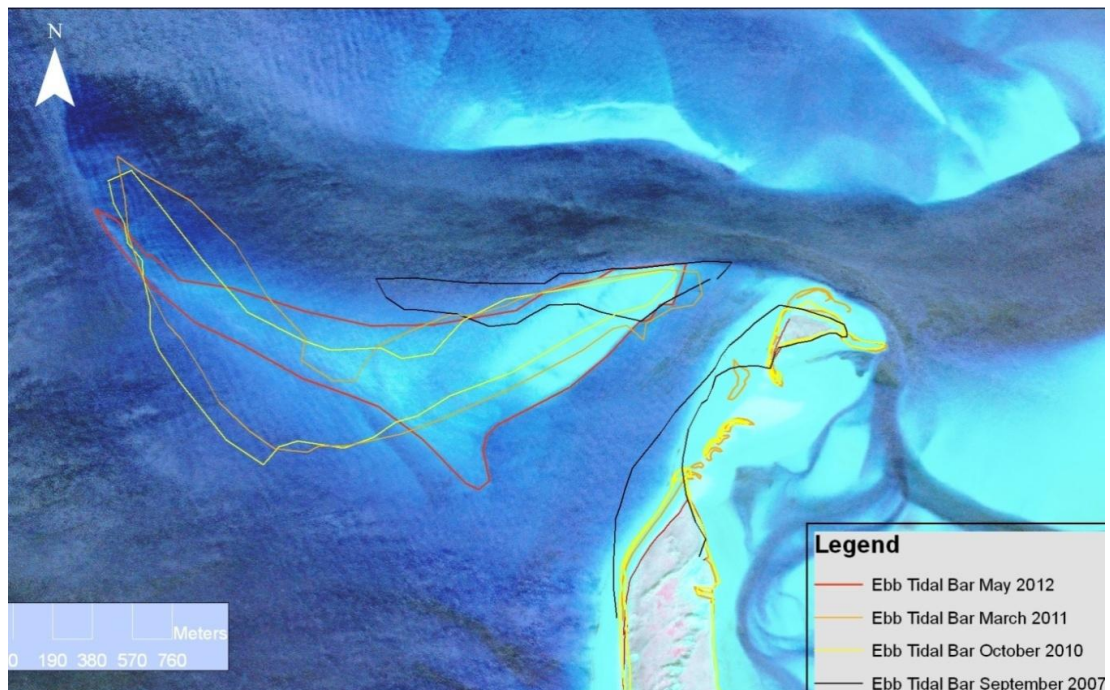 N
Meters
0 190 380 570 760
Legend
Ebb Tidal Bar May 2012
Ebb Tidal Bar March 2011
Ebb Tidal Bar October 2010
Ebb Tidal Bar September 2007